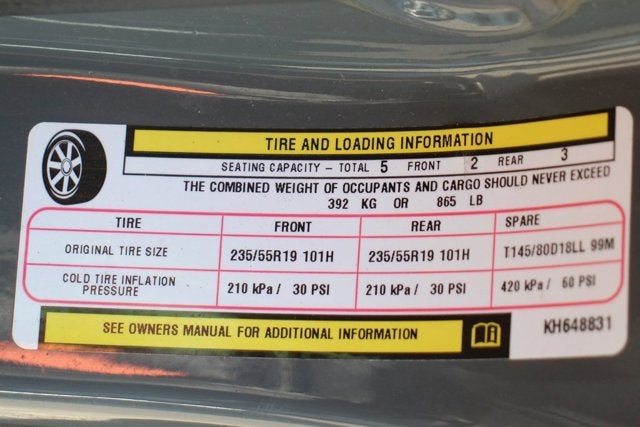 TIRE AND LOADING INFORMATION
SEATING CAPACITY - TOTAL 5 FRONT 2 REAR 3
THE COMBINED WEIGHT OF OCCUPANTS AND CARGO SHOULD NEVER EXCEED
392 KG OR 865 LB
TIRE FRONT REAR SPARE
ORIGINAL TIRE SIZE 235/55R19 101H 235/55R19 101H T145/80D18LL 99M
COLD TIRE INFLATION
PRESSURE 210 kPa / 30 PSI 210 kPa / 30 PSI 420 kPa / 60 PSI
SEE OWNERS MANUAL FOR ADDITIONAL INFORMATION
KH648831